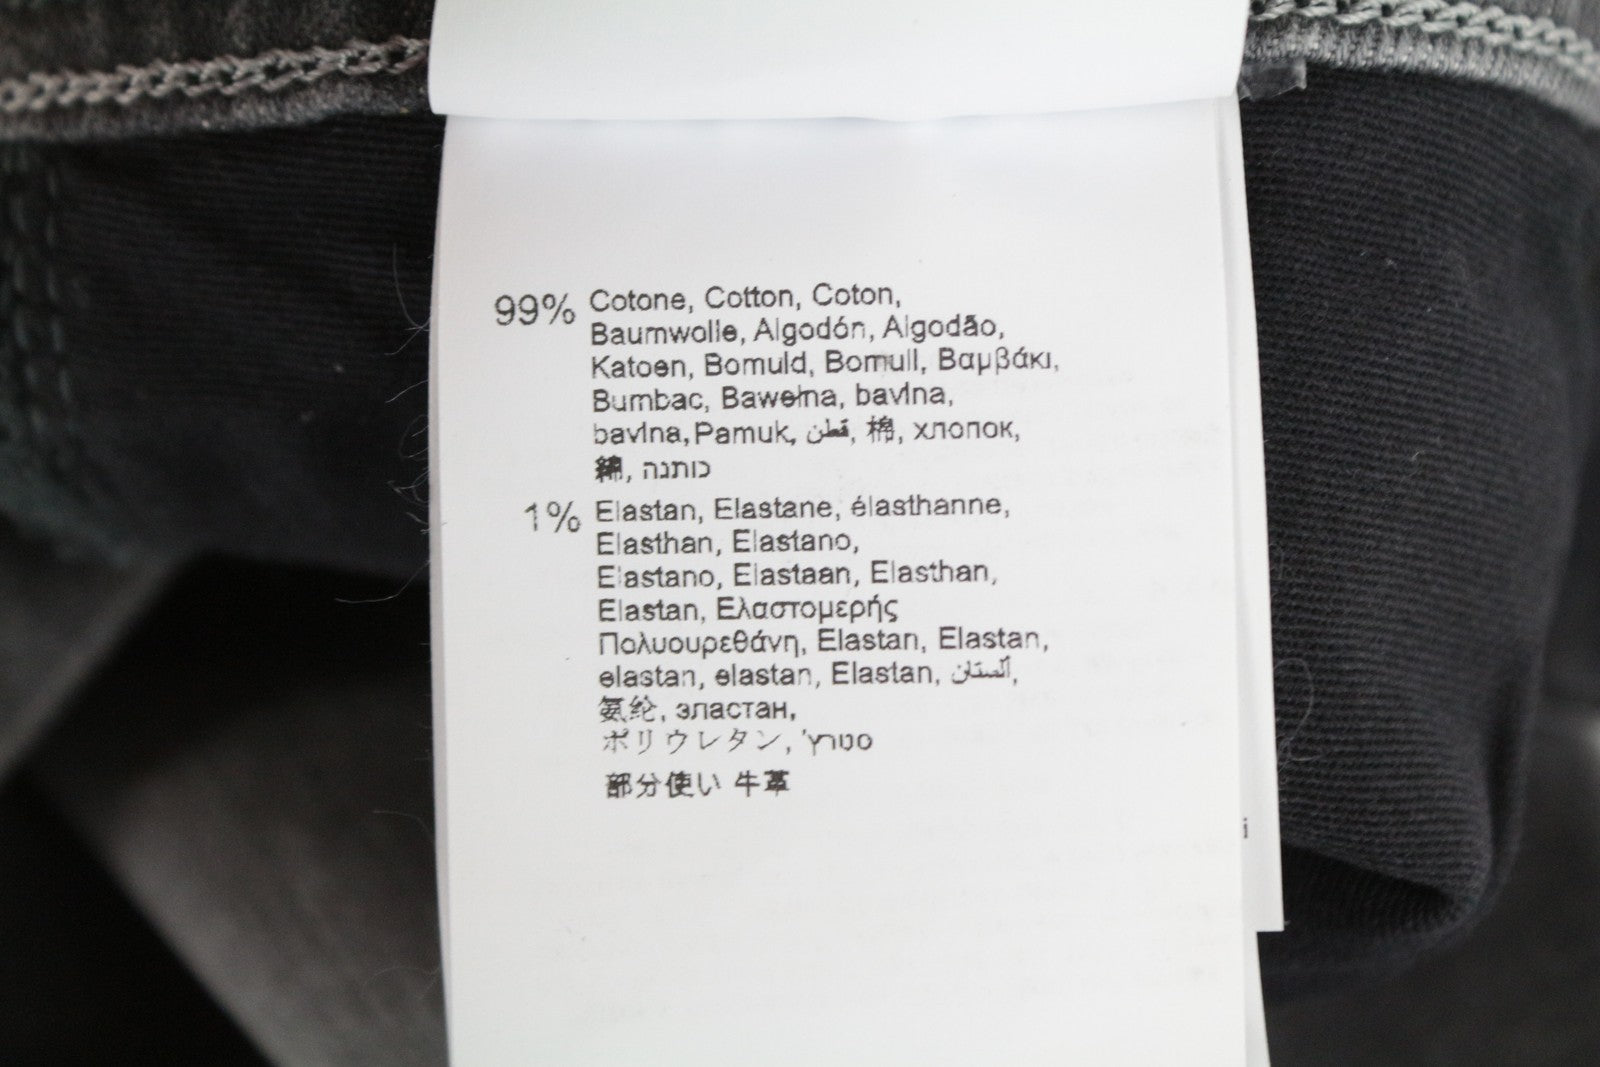 99% Cotone, Cotton, Coton,
Baumwolle, Algodón, Algodão,
Katoen, Bomuld, Bomull, Βαμβάκι,
Bumbac, Bawełna, bavlna,
bavlna, Pamuk, قطن, 棉, хлопок,
綿, כותנה
1% Elastan, Elastane, élasthanne,
Elasthan, Elastano,
Elastano, Elastaan, Elasthan,
Elastan, Ελαστομερής
Πολυουρεθάνη, Elastan, Elastan,
elastan, elastan, Elastan, ألستان,
氨纶, эластан,
ポリウレタン, סטרץ'
部分使い 牛革
i